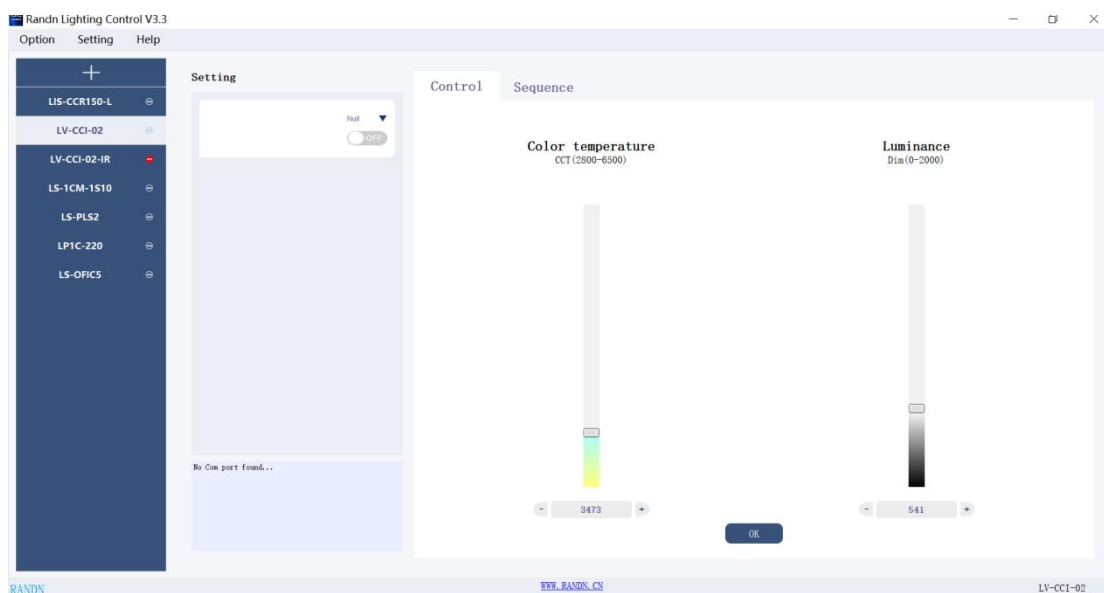 Randn Lighting Control V3.3
Option Setting Help
+
LIS-CCR150-L
LV-CCI-02
LV-CCI-02-IR
LS-1CM-1S10
LS-PLS2
LP1C-220
LS-OFIC5
Setting
Null
OFF
No Com port found...
Control Sequence
Color temperature
CCT(2800-6500)
Luminance
Dim(0-2000)
- 3473 +
- 541 +
OK
RANDN
WWW.RANDN.CN
LV-CCI-02